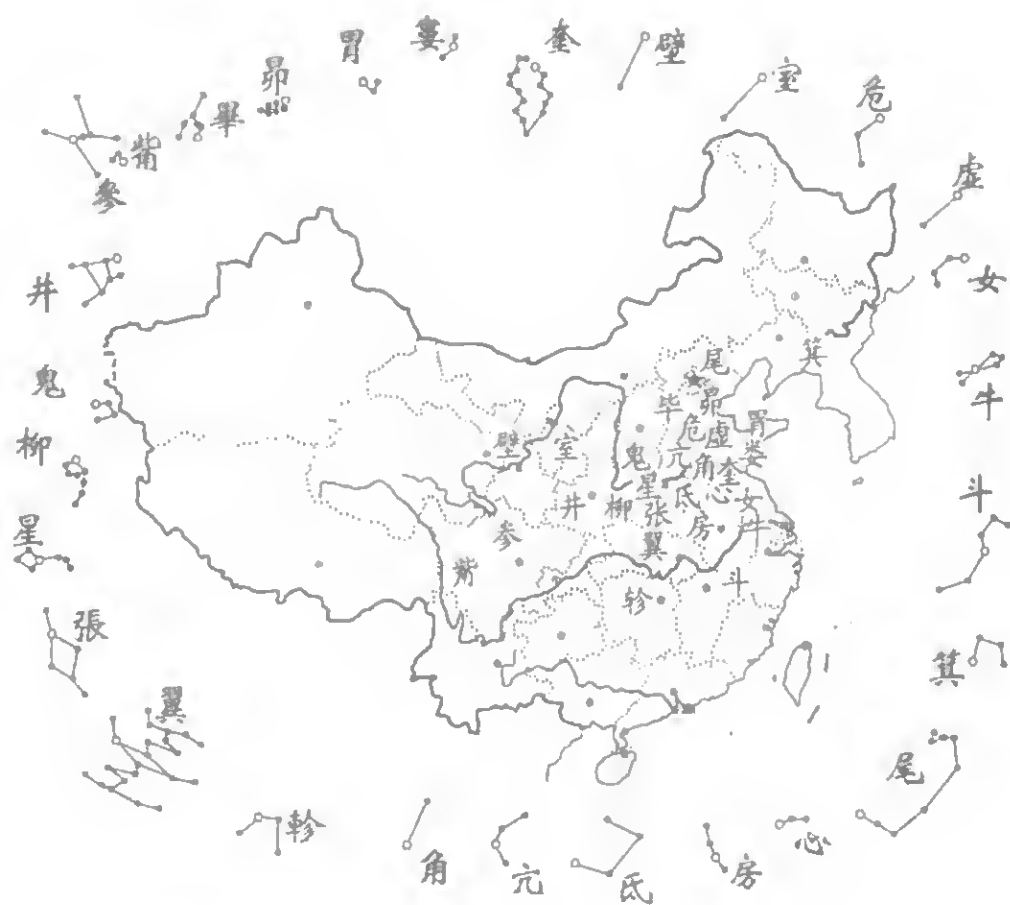 婁
奎
壁
胃
室
昴
危
畢
觜
虛
參
女
井
箕
尾
鬼
毕
昴
牛
胃
危
虚
柳
壁
室
鬼
亢
角
娄
奎
星
氐
心
女
斗
井
柳
张
房
牛
星
参
翼
觜
斗
轸
張
箕
翼
尾
軫
心
角
亢
氐
房